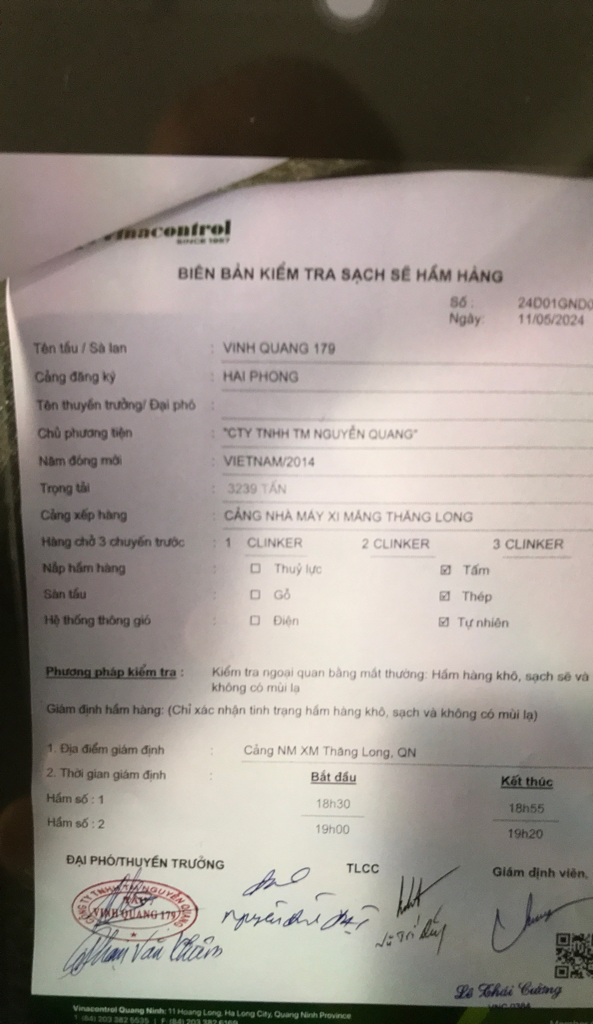 Vinacontrol
SINCE 1957
BIÊN BẢN KIỂM TRA SẠCH SẼ HẦM HÀNG
Số : 24D01GND0
Ngày: 11/05/2024
Tên tầu / Sà lan : VINH QUANG 179
Cảng đăng ký : HAI PHONG
Tên thuyền trưởng/ Đại phó :
Chủ phương tiện : "CTY TNHH TM NGUYỄN QUANG"
Năm đóng mới : VIETNAM/2014
Trọng tải : 3239 TẤN
Cảng xếp hàng : CẢNG NHÀ MÁY XI MĂNG THĂNG LONG
Hàng chở 3 chuyến trước : 1 CLINKER 2 CLINKER 3 CLINKER
Nắp hầm hàng ☐ Thuỷ lực ☑ Tấm
Sàn tầu ☐ Gỗ ☑ Thép
Hệ thống thông gió ☐ Điện ☑ Tự nhiên
Phương pháp kiểm tra : Kiểm tra ngoại quan bằng mắt thường: Hầm hàng khô, sạch sẽ và
không có mùi lạ
Giám định hầm hàng: (Chỉ xác nhận tình trạng hầm hàng khô, sạch và không có mùi lạ)
1. Địa điểm giám định : Cảng NM XM Thăng Long, QN
2. Thời gian giám định : Bắt đầu Kết thúc
Hầm số : 1 18h30 18h55
Hầm số : 2 19h00 19h20
ĐẠI PHÓ/THUYỀN TRƯỞNG TLCC Giám định viên,
VINH QUANG 179
Phạm Văn
Lê Thái Cường
Vinacontrol Quang Ninh: 11 Hoang Long, Ha Long City, Quang Ninh Province